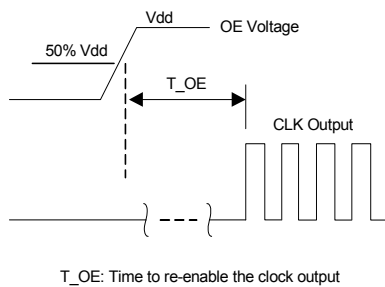 Vdd
OE Voltage
50% Vdd
T_OE
CLK Output
T_OE: Time to re-enable the clock output